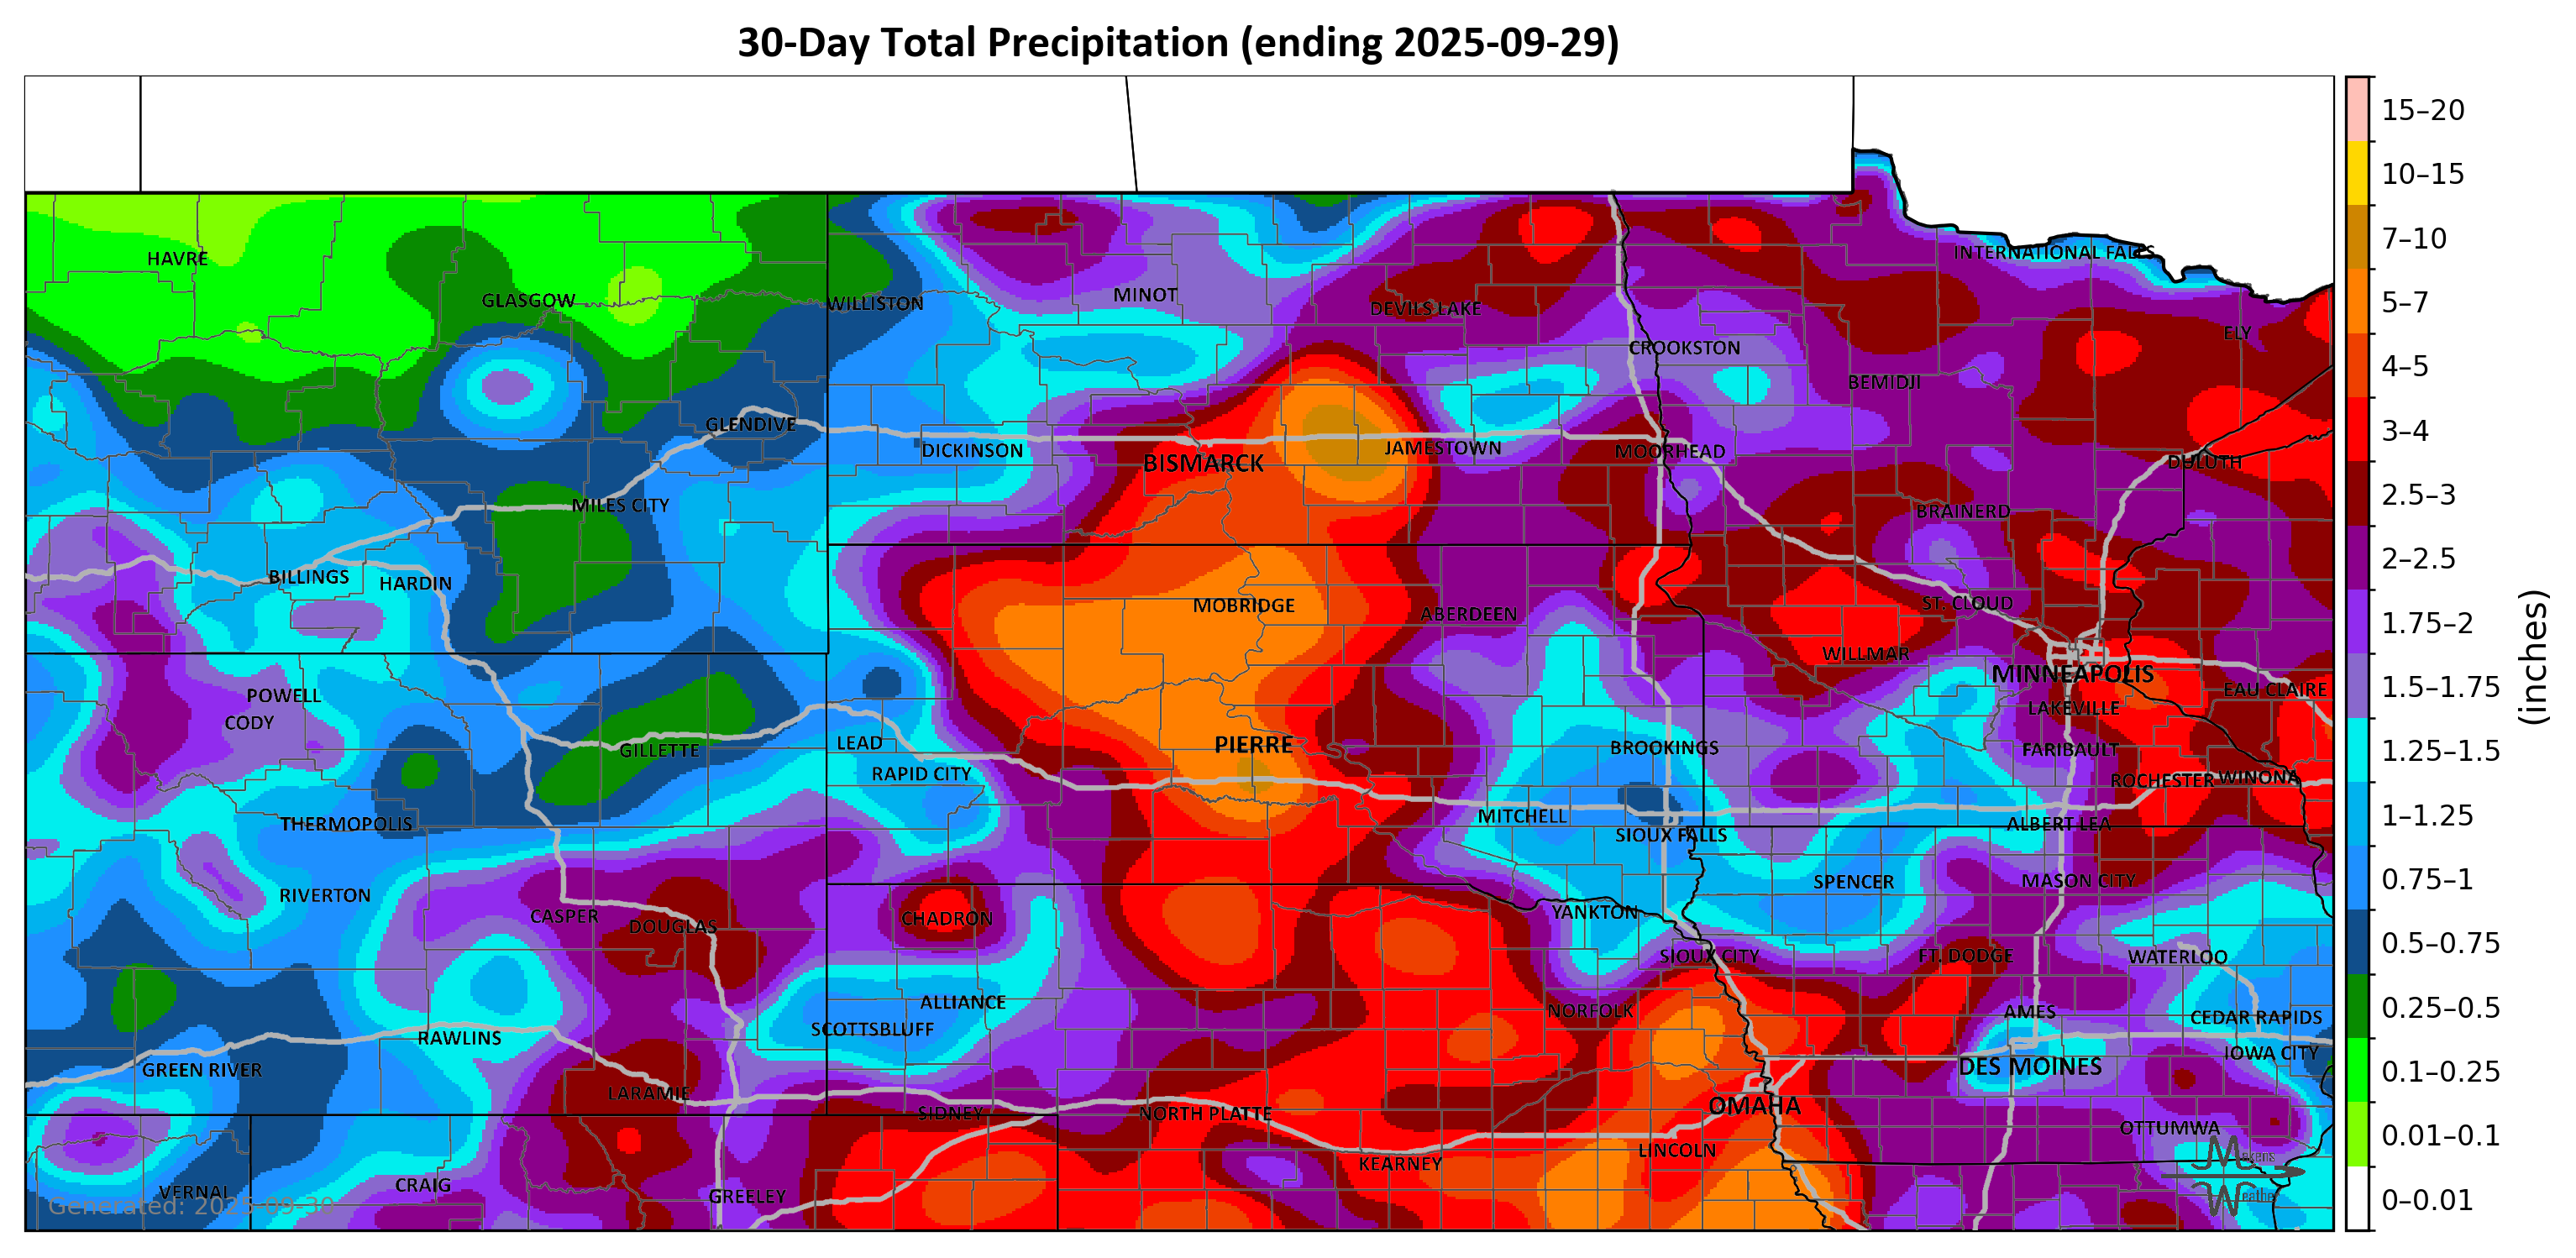 30-Day Total Precipitation (ending 2025-09-29)
15–20
10–15
7–10
5–7
4–5
3–4
2.5–3
2–2.5
1.75–2
1.5–1.75
1.25–1.5
1–1.25
0.75–1
0.5–0.75
0.25–0.5
0.1–0.25
0.01–0.1
0–0.01
(inches)
INTERNATIONAL FALLS
HAVRE
GLASGOW
WILLISTON
MINOT
DEVILS LAKE
ELY
CROOKSTON
BEMIDJI
GLENDIVE
DICKINSON
BISMARCK
JAMESTOWN
MOORHEAD
DULUTH
MILES CITY
BRAINERD
BILLINGS
HARDIN
MOBRIDGE
ABERDEEN
ST. CLOUD
WILLMAR
MINNEAPOLIS
EAU CLAIRE
POWELL
CODY
LAKEVILLE
GILLETTE
LEAD
PIERRE
BROOKINGS
FARIBAULT
RAPID CITY
ROCHESTER
WINONA
THERMOPOLIS
MITCHELL
SIOUX FALLS
ALBERT LEA
RIVERTON
SPENCER
MASON CITY
CASPER
DOUGLAS
CHADRON
YANKTON
SIOUX CITY
FT. DODGE
WATERLOO
ALLIANCE
NORFOLK
AMES
CEDAR RAPIDS
SCOTTSBLUFF
RAWLINS
IOWA CITY
GREEN RIVER
DES MOINES
LARAMIE
SIDNEY
NORTH PLATTE
OMAHA
OTTUMWA
LINCOLN
KEARNEY
VERNAL
CRAIG
GREELEY
Generated: 2025-09-30
Weather